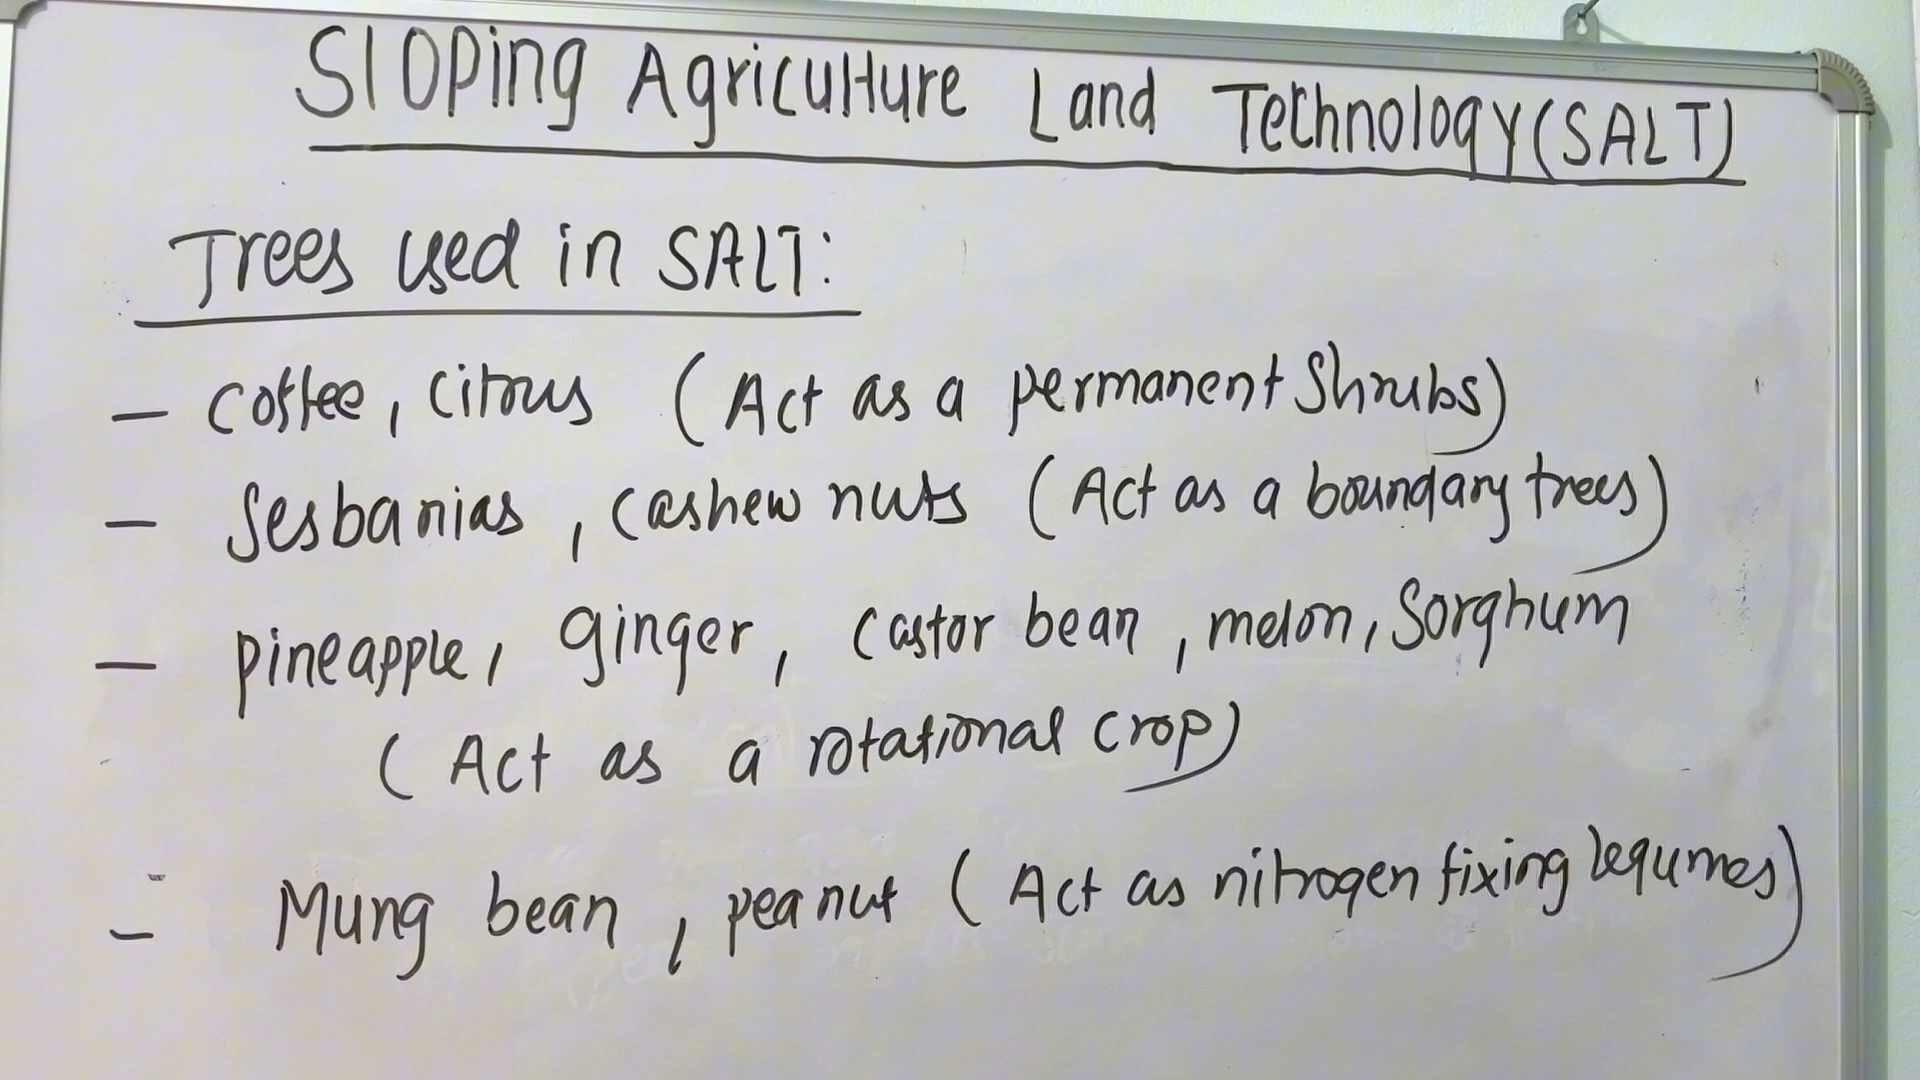 Sloping Agriculture Land Technology (SALT)
Trees used in SALT:
- coffee, citrus (Act as a permanent Shrubs)
- Sesbanias, cashew nuts (Act as a boundary trees)
- pineapple, ginger, castor bean, melon, Sorghum
(Act as a rotational crop)
- Mung bean, peanut (Act as nitrogen fixing legumes)